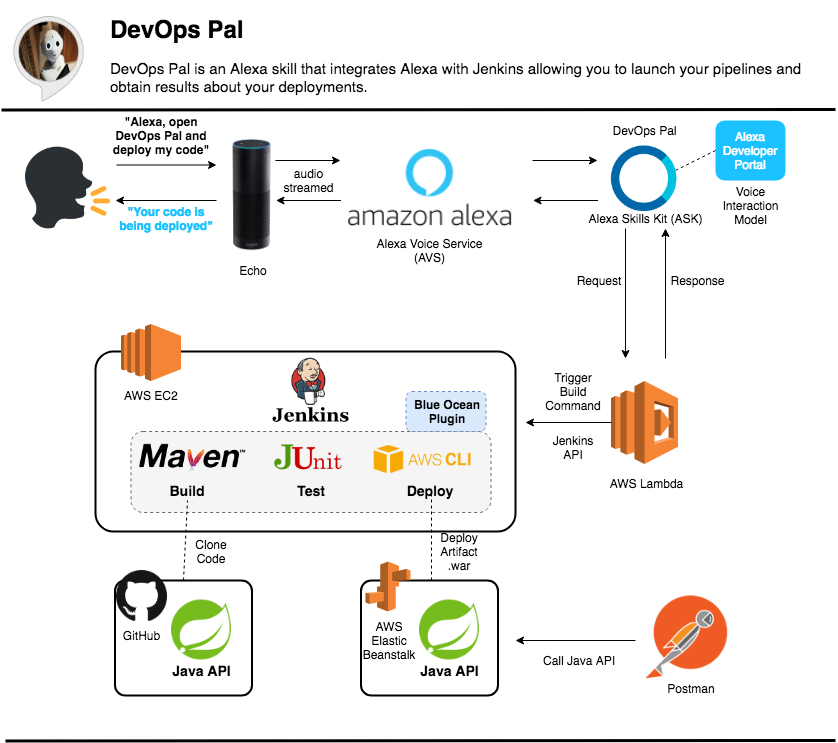 DevOps Pal
DevOps Pal is an Alexa skill that integrates Alexa with Jenkins allowing you to launch your pipelines and
obtain results about your deployments.
"Alexa, open
DevOps Pal and
deploy my code"
"Your code is
being deployed"
Echo
audio
streamed
amazon alexa
Alexa Voice Service
(AVS)
DevOps Pal
Alexa Skills Kit (ASK)
Alexa
Developer
Portal
Voice
Interaction
Model
Request
Response
AWS EC2
Jenkins
Blue Ocean
Plugin
Trigger
Build
Command
Jenkins
API
AWS Lambda
Maven™
Build
JUnit
Test
AWS CLI
Deploy
Clone
Code
Deploy
Artifact
.war
GitHub
Java API
AWS
Elastic
Beanstalk
Java API
Call Java API
Postman